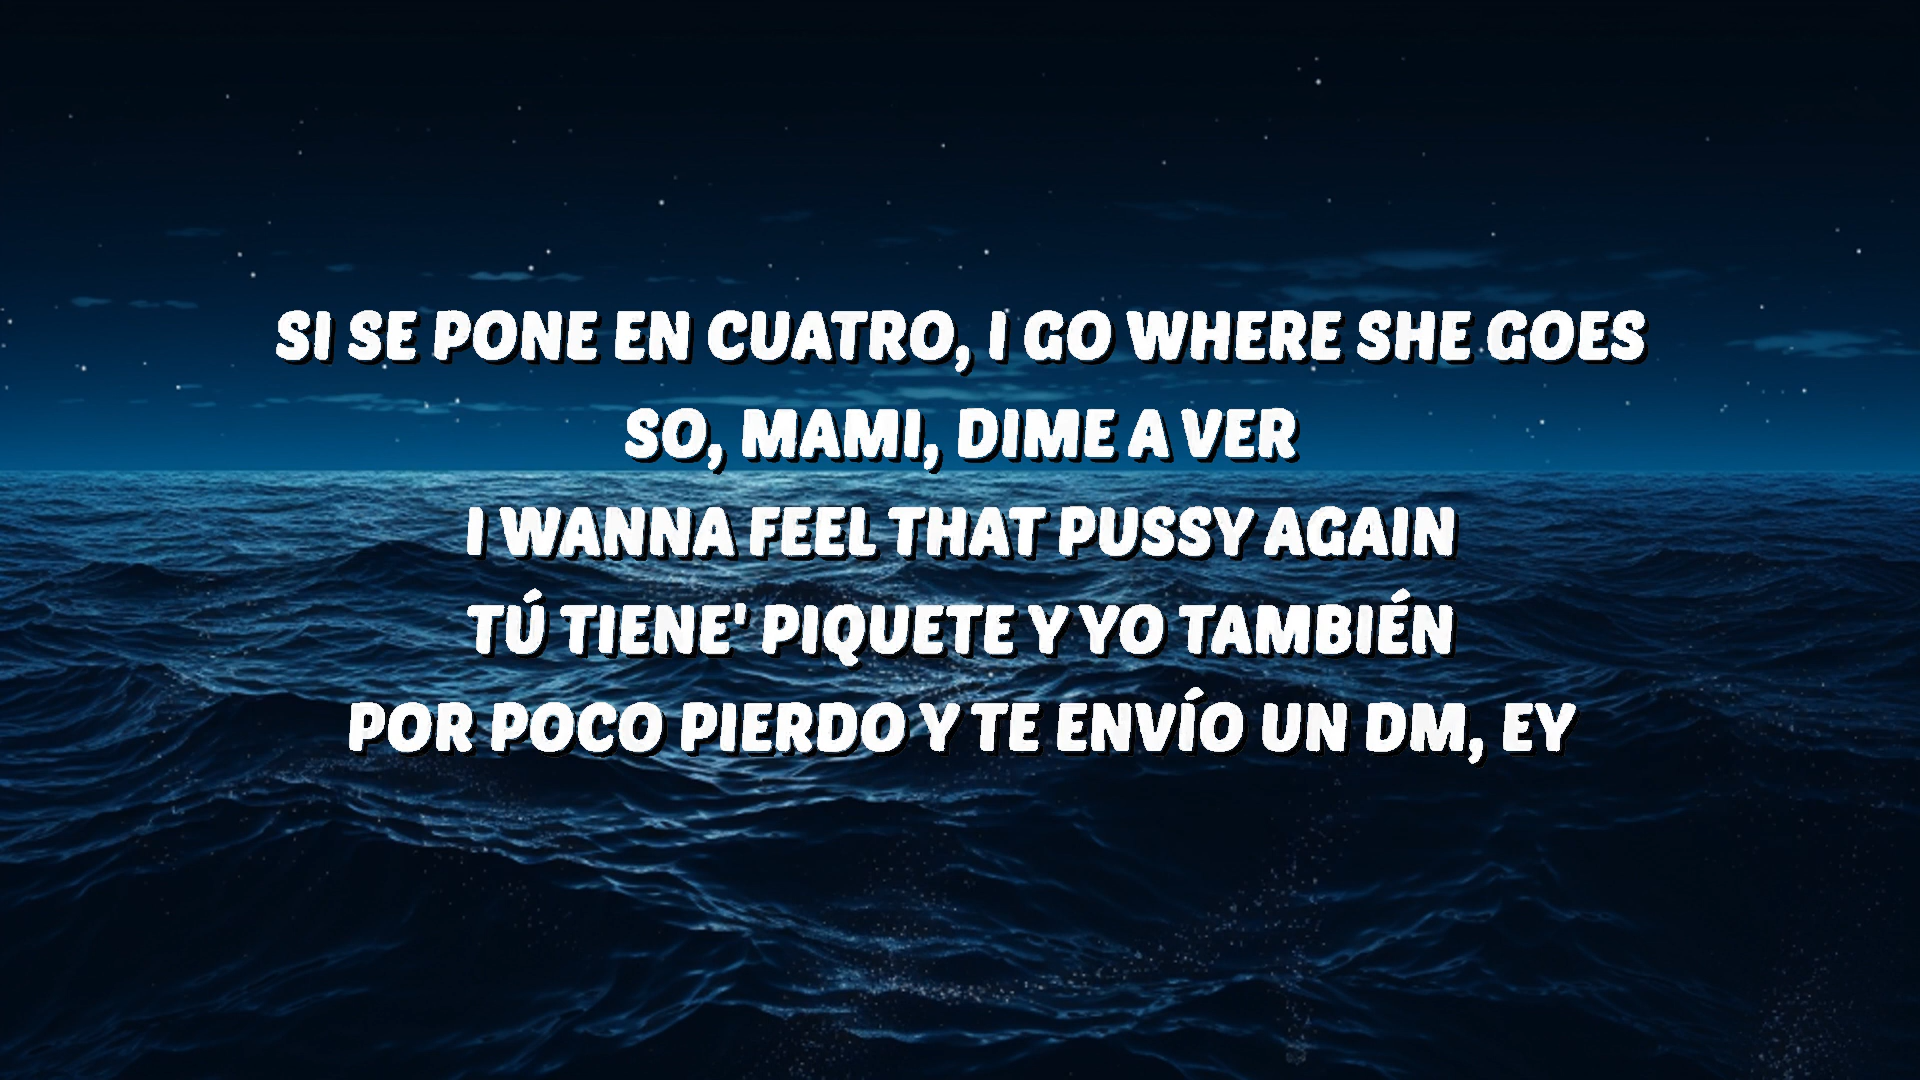 SI SE PONE EN CUATRO, I GO WHERE SHE GOES
SO, MAMI, DIME A VER
I WANNA FEEL THAT PUSSY AGAIN
TÚ TIENE' PIQUETE Y YO TAMBIÉN
POR POCO PIERDO Y TE ENVÍO UN DM, EY